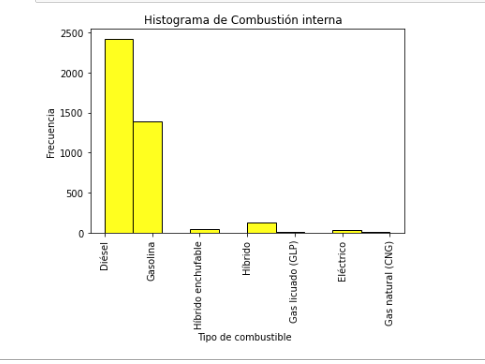 Histograma de Combustión interna
2500
2000
1500
1000
500
0
Frecuencia
Diésel
Gasolina
Híbrido enchufable
Híbrido
Gas licuado (GLP)
Eléctrico
Gas natural (CNG)
Tipo de combustible